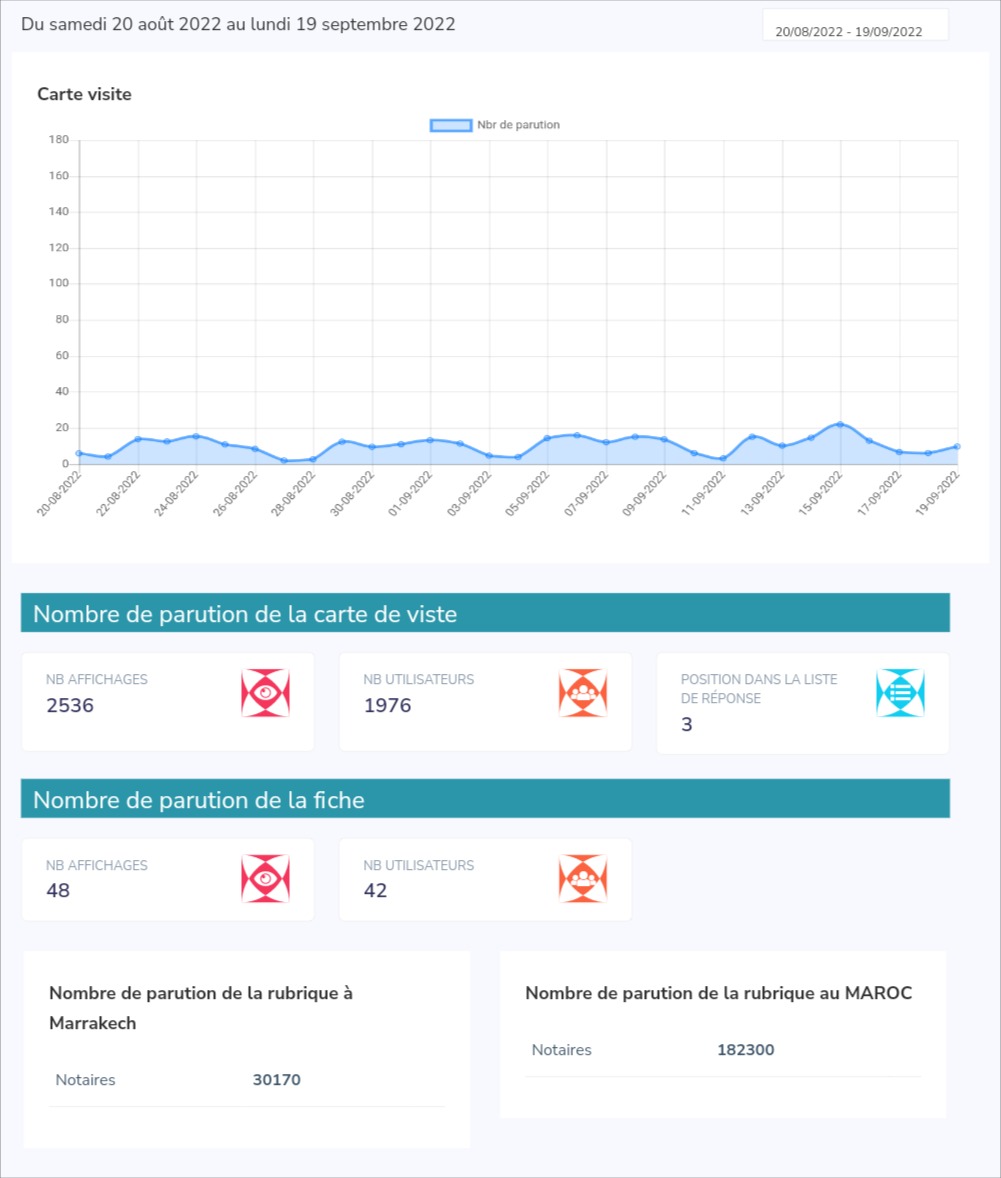 Du samedi 20 août 2022 au lundi 19 septembre 2022
20/08/2022 - 19/09/2022
Carte visite
Nbr de parution
180
160
140
120
100
80
60
40
20
0
20-08-2022
22-08-2022
24-08-2022
26-08-2022
28-08-2022
30-08-2022
01-09-2022
03-09-2022
05-09-2022
07-09-2022
09-09-2022
11-09-2022
13-09-2022
15-09-2022
17-09-2022
19-09-2022
Nombre de parution de la carte de viste
NB AFFICHAGES
2536
NB UTILISATEURS
1976
POSITION DANS LA LISTE
DE RÉPONSE
3
Nombre de parution de la fiche
NB AFFICHAGES
48
NB UTILISATEURS
42
Nombre de parution de la rubrique à
Marrakech
Notaires 30170
Nombre de parution de la rubrique au MAROC
Notaires 182300